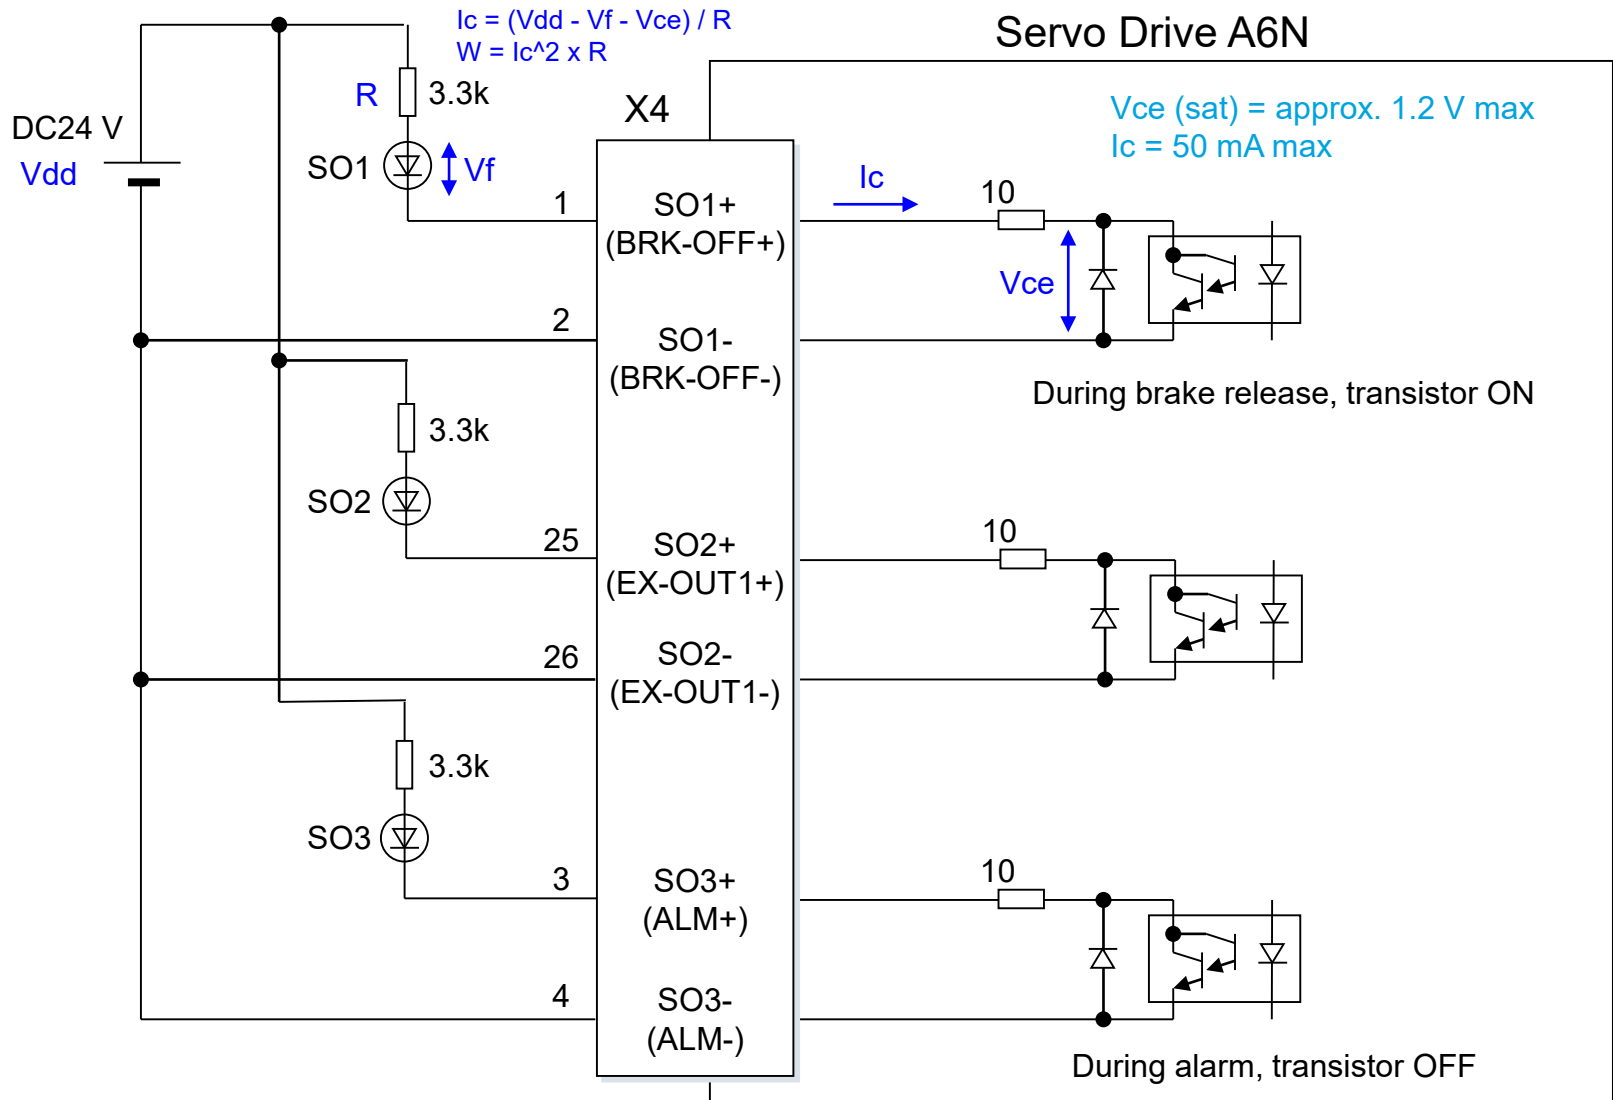 Ic = (Vdd - Vf - Vce) / R
W = Ic^2 x R
Servo Drive A6N
R
3.3k
X4
Vce (sat) = approx. 1.2 V max
Ic = 50 mA max
DC24 V
Vdd
SO1
Vf
1
SO1+
(BRK-OFF+)
Ic
10
Vce
2
SO1-
(BRK-OFF-)
During brake release, transistor ON
3.3k
SO2
25
SO2+
(EX-OUT1+)
10
26
SO2-
(EX-OUT1-)
3.3k
SO3
3
SO3+
(ALM+)
10
4
SO3-
(ALM-)
During alarm, transistor OFF